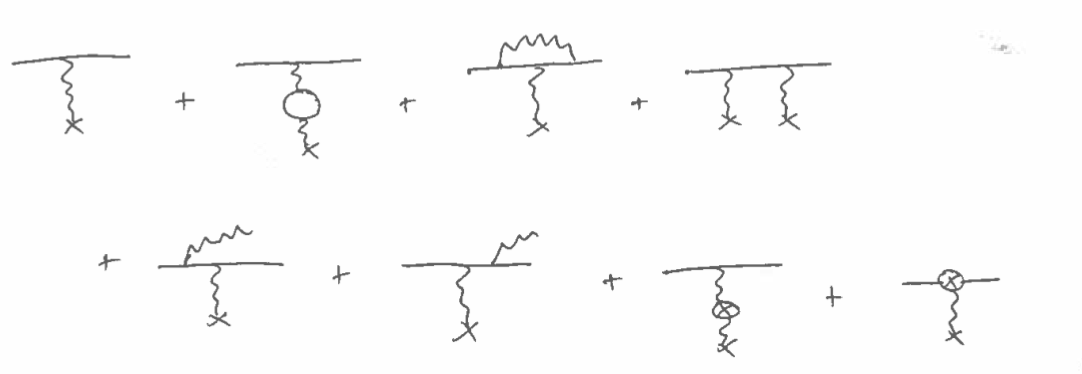 + + +
+ + + +